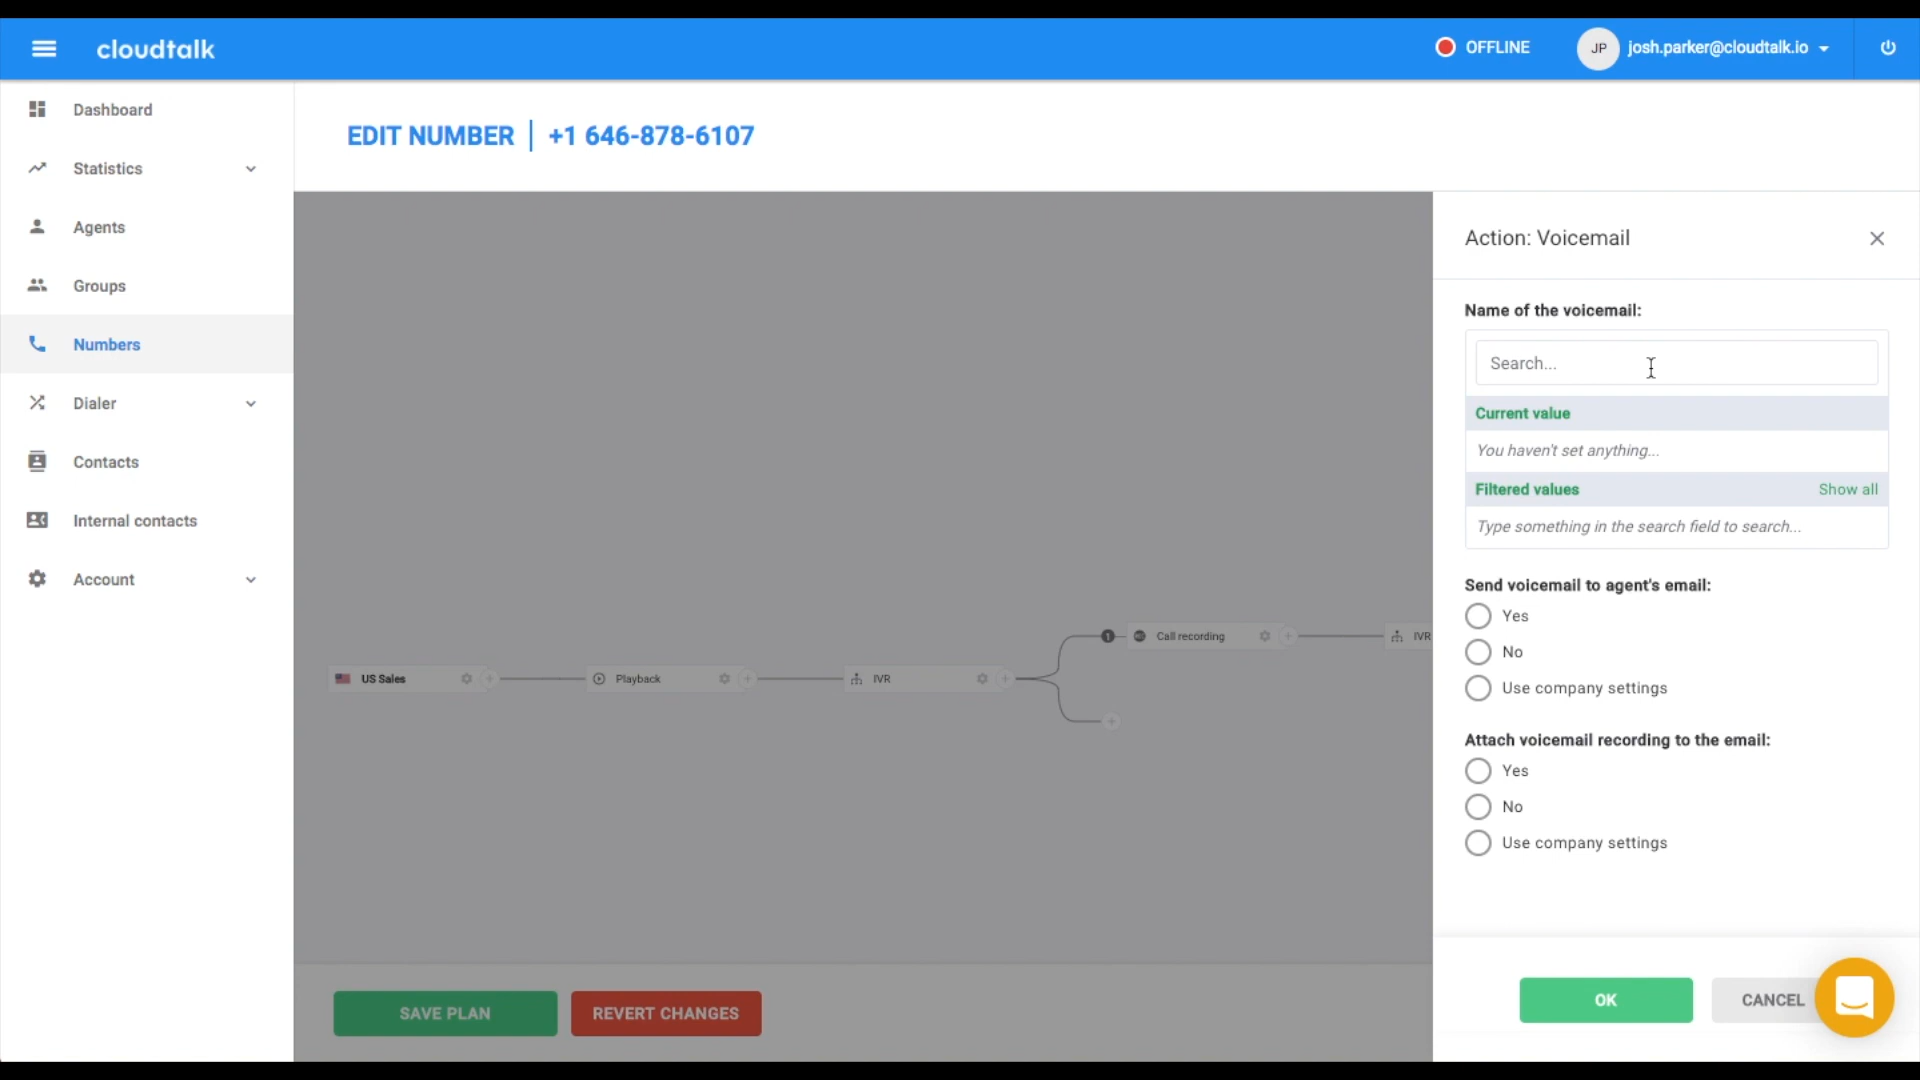 cloudtalk
OFFLINE
JP
josh.parker@cloudtalk.io
Dashboard
Statistics
Agents
Groups
Numbers
Dialer
Contacts
Internal contacts
Account
EDIT NUMBER | +1 646-878-6107
US Sales
Playback
IVR
1
Call recording
IVR
SAVE PLAN
REVERT CHANGES
Action: Voicemail
Name of the voicemail:
Search...
Current value
You haven't set anything...
Filtered values
Show all
Type something in the search field to search...
Send voicemail to agent's email:
Yes
No
Use company settings
Attach voicemail recording to the email:
Yes
No
Use company settings
OK
CANCEL